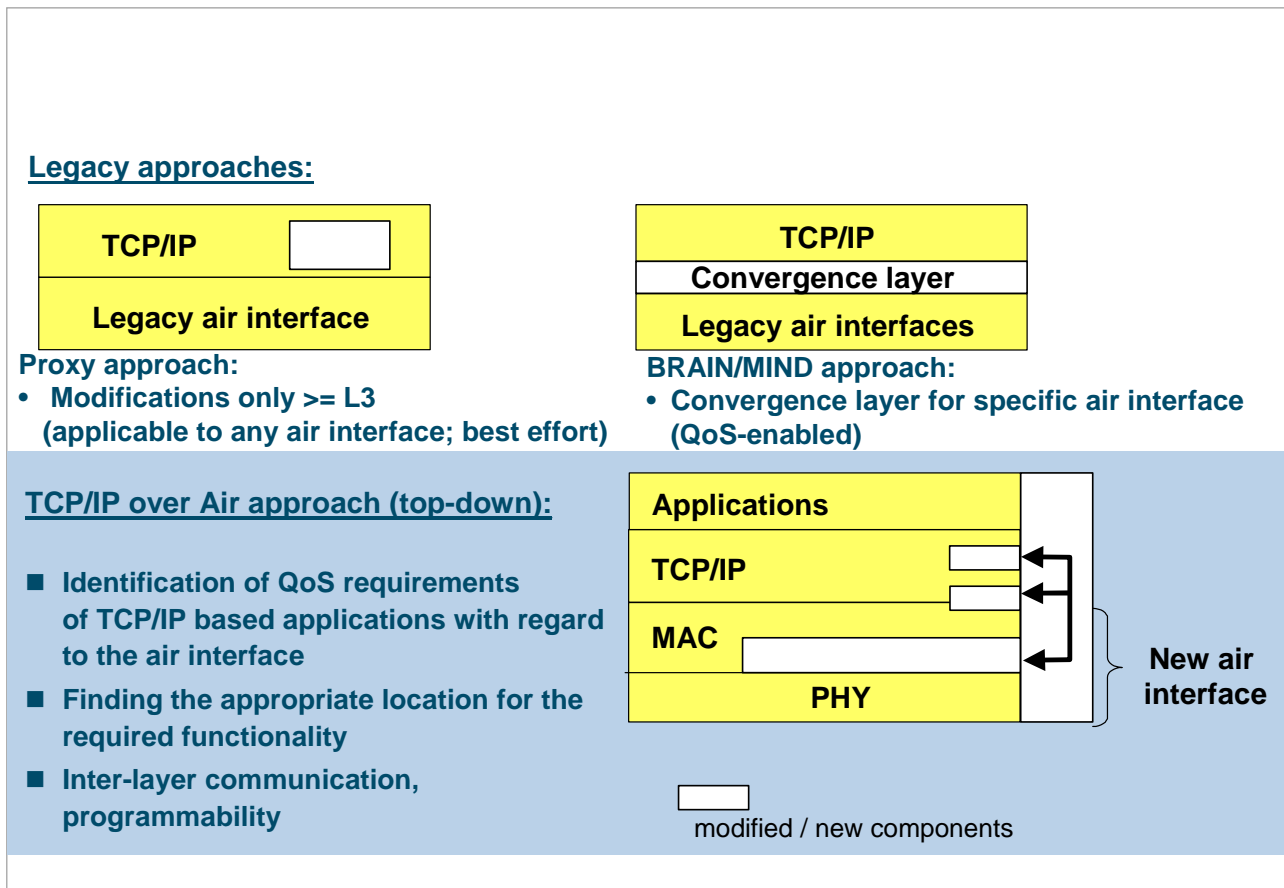 Legacy approaches:
TCP/IP
Legacy air interface
Proxy approach:
• Modifications only >= L3
(applicable to any air interface; best effort)
TCP/IP
Convergence layer
Legacy air interfaces
BRAIN/MIND approach:
• Convergence layer for specific air interface
(QoS-enabled)
TCP/IP over Air approach (top-down):
■ Identification of QoS requirements
of TCP/IP based applications with regard
to the air interface
■ Finding the appropriate location for the
required functionality
■ Inter-layer communication,
programmability
Applications
TCP/IP
MAC
PHY
New air
interface
modified / new components